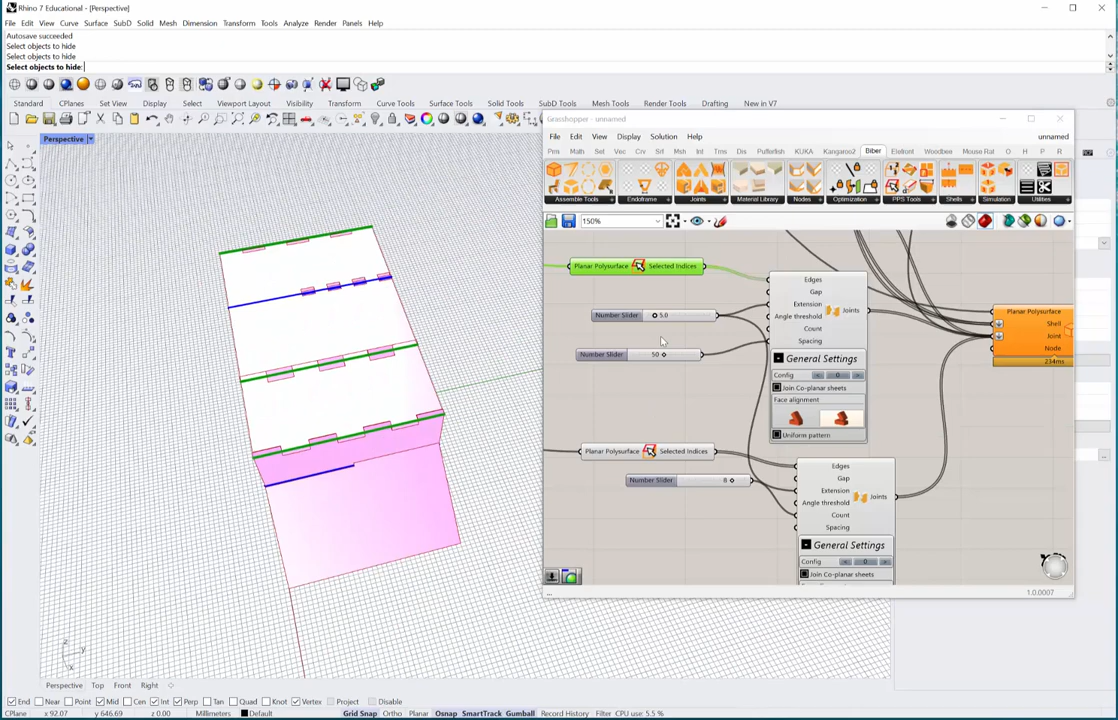 Rhino 7 Educational - [Perspective]
File Edit View Curve Surface SubD Solid Mesh Dimension Transform Tools Analyze Render Panels Help
Autosave succeeded
Select objects to hide
Select objects to hide
Select objects to hide:
Standard CPlanes Set View Display Select Viewport Layout Visibility Transform Curve Tools Surface Tools Solid Tools SubD Tools Mesh Tools Render Tools Drafting New in V7
Perspective
Grasshopper - unnamed
File Edit View Display Solution Help unnamed
Prm Math Set Vec Crv Srf Msh Int Trns Dis Pufferfish KUKA Kangaroo2 Biber Elefront Woodbee Mouse Rat O H P R
Assemble Tools Endoframe Joints Material Library Nodes Optimization PPS Tools Shells Simulation Utilities
150%
Planar Polysurface Selected Indices
Number Slider 5.0
Number Slider 50
Edges
Gap
Extension
Angle threshold
Count
Spacing
Joints
General Settings
Config < 0 >
Join Co-planar sheets
Face alignment
Uniform pattern
Planar Polysurface
Shell
Joint
Node
234ms
Planar Polysurface Selected Indices
Number Slider 8
Edges
Gap
Extension
Angle threshold
Count
Spacing
Joints
General Settings
Config < 0 >
Join Co-planar sheets
...
1.0.0007
z
y
x
Perspective Top Front Right
End Near Point Mid Cen Int Perp Tan Quad Knot Vertex Project Disable
CPlane x 92.07 y 646.69 z 0.00 Millimeters Default Grid Snap Ortho Planar Osnap SmartTrack Gumball Record History Filter CPU use: 5.5 %